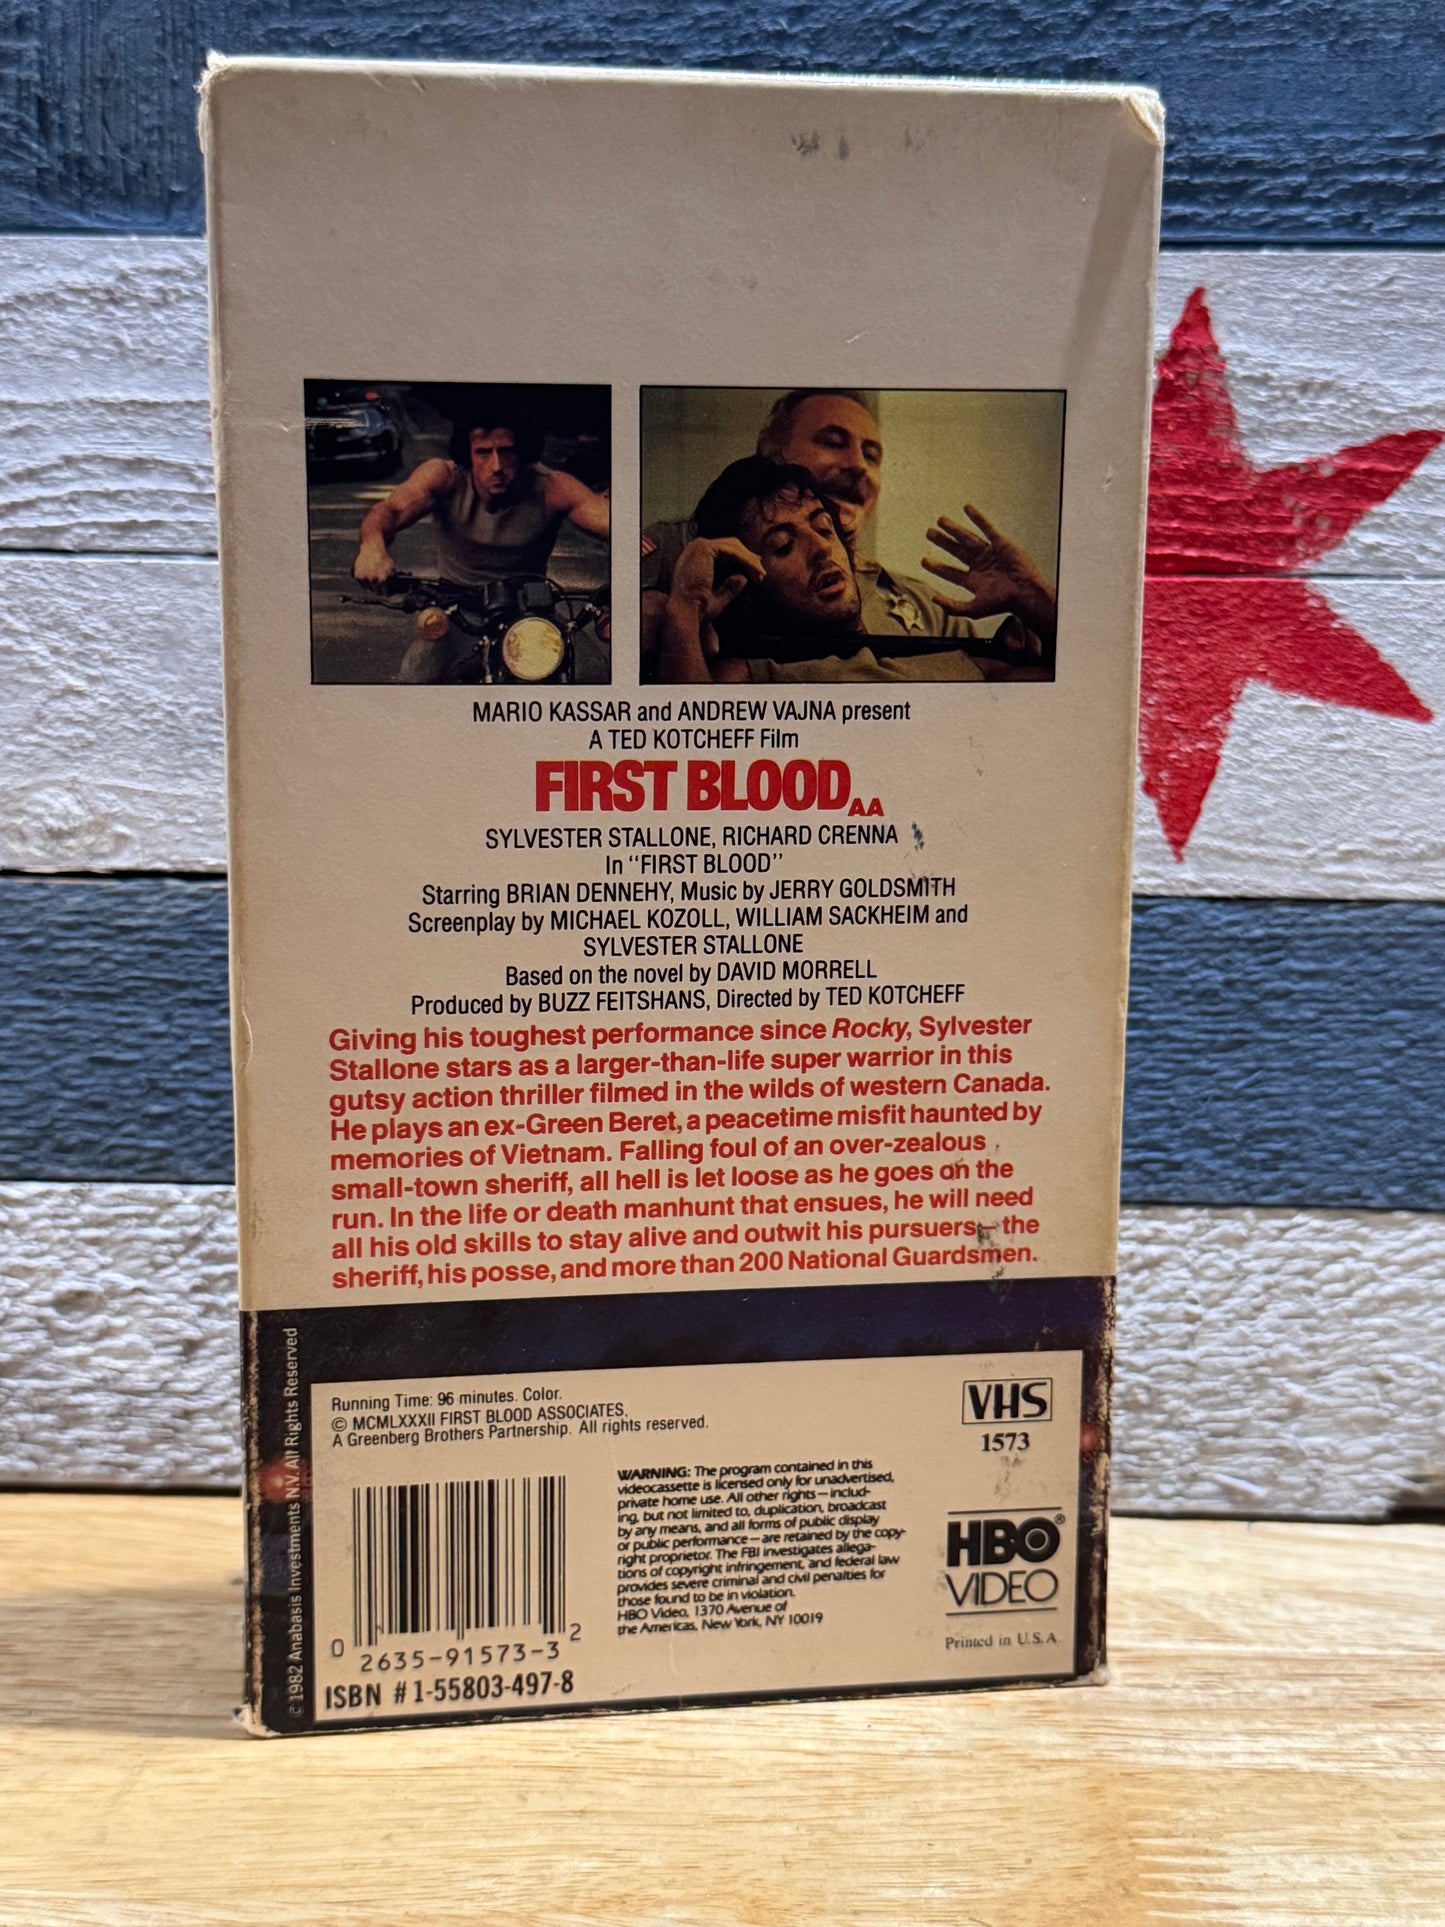 MARIO KASSAR and ANDREW VAJNA present
A TED KOTCHEFF Film
FIRST BLOOD AA
SYLVESTER STALLONE, RICHARD CRENNA
In "FIRST BLOOD"
Starring BRIAN DENNEHY, Music by JERRY GOLDSMITH
Screenplay by MICHAEL KOZOLL, WILLIAM SACKHEIM and
SYLVESTER STALLONE
Based on the novel by DAVID MORRELL
Produced by BUZZ FEITSHANS, Directed by TED KOTCHEFF
Giving his toughest performance since Rocky, Sylvester
Stallone stars as a larger-than-life super warrior in this
gutsy action thriller filmed in the wilds of western Canada.
He plays an ex-Green Beret, a peacetime misfit haunted by
memories of Vietnam. Falling foul of an over-zealous
small-town sheriff, all hell is let loose as he goes on the
run. In the life or death manhunt that ensues, he will need
all his old skills to stay alive and outwit his pursuers—the
sheriff, his posse, and more than 200 National Guardsmen.
© 1982 Anabasis Investments N.V. All Rights Reserved
Running Time: 96 minutes. Color.
© MCMLXXXII FIRST BLOOD ASSOCIATES,
A Greenberg Brothers Partnership. All rights reserved.
VHS
1573
WARNING: The program contained in this
videocassette is licensed only for unadvertised,
private home use. All other rights—includ-
ing, but not limited to, duplication, broadcast
by any means, and all forms of public display
or public performance—are retained by the copy-
right proprietor. The FBI investigates allega-
tions of copyright infringement, and federal law
provides severe criminal and civil penalties for
those found to be in violation.
HBO Video, 1370 Avenue of
the Americas, New York, NY 10019
HBO®
VIDEO
Printed in U.S.A.
0 2635-91573-3 2
ISBN #1-55803-497-8